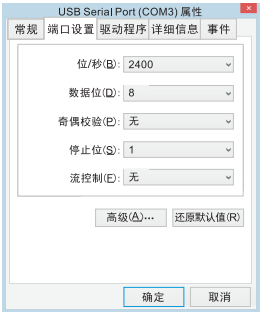 USB Serial Port (COM3) 属性
常规 端口设置 驱动程序 详细信息 事件
位/秒(B): 2400
数据位(D): 8
奇偶校验(P): 无
停止位(S): 1
流控制(F): 无
高级(A)... 还原默认值(R)
确定 取消